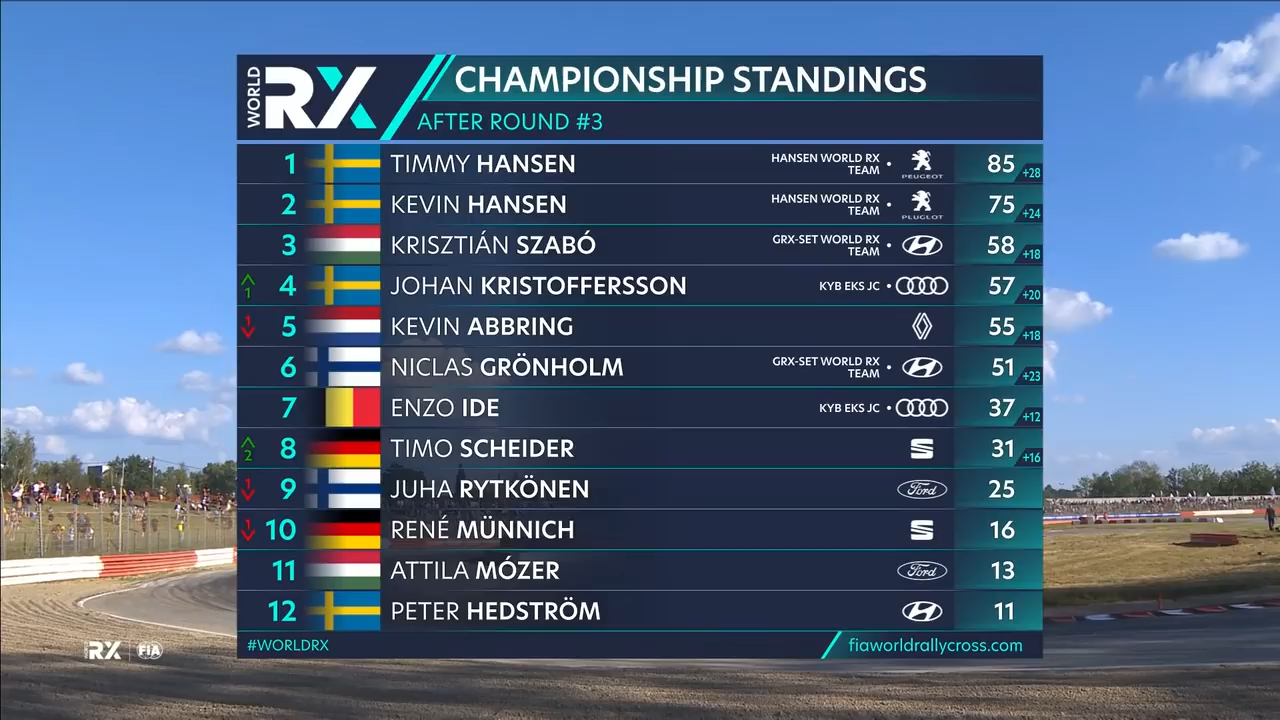 WORLD RX
CHAMPIONSHIP STANDINGS
AFTER ROUND #3
1 TIMMY HANSEN HANSEN WORLD RX TEAM • PEUGEOT 85 +28
2 KEVIN HANSEN HANSEN WORLD RX TEAM • PEUGEOT 75 +24
3 KRISZTIÁN SZABÓ GRX-SET WORLD RX TEAM • 58 +18
1 4 JOHAN KRISTOFFERSSON KYB EKS JC • 57 +20
1 5 KEVIN ABBRING 55 +18
6 NICLAS GRÖNHOLM GRX-SET WORLD RX TEAM • 51 +23
7 ENZO IDE KYB EKS JC • 37 +12
2 8 TIMO SCHEIDER 31 +16
1 9 JUHA RYTKÖNEN Ford 25
1 10 RENÉ MÜNNICH 16
11 ATTILA MÓZER Ford 13
12 PETER HEDSTRÖM 11
#WORLDRX fiaworldrallycross.com
RX FIA